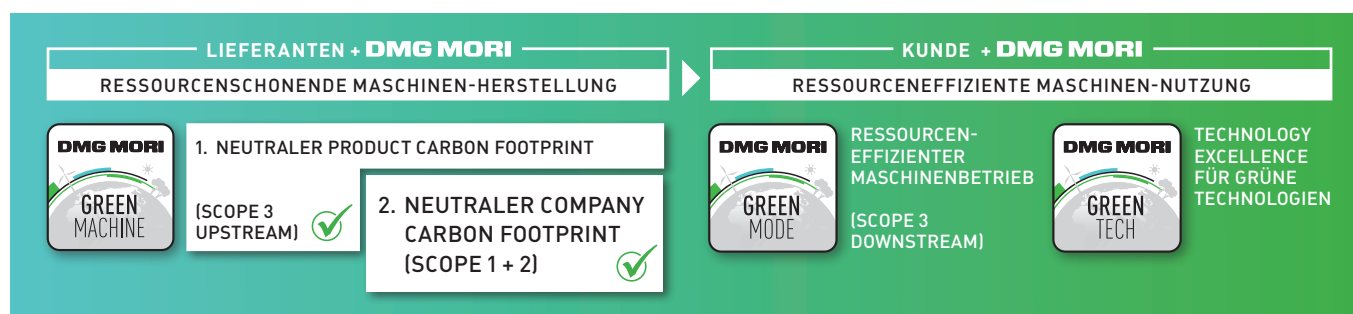 LIEFERANTEN + DMG MORI
RESSOURCENSCHONENDE MASCHINEN-HERSTELLUNG
DMG MORI
GREEN
MACHINE
1. NEUTRALER PRODUCT CARBON FOOTPRINT
(SCOPE 3
UPSTREAM)
2. NEUTRALER COMPANY
CARBON FOOTPRINT
(SCOPE 1 + 2)
KUNDE + DMG MORI
RESSOURCENEFFIZIENTE MASCHINEN-NUTZUNG
DMG MORI
GREEN
MODE
RESSOURCEN-
EFFIZIENTER
MASCHINENBETRIEB
(SCOPE 3
DOWNSTREAM)
DMG MORI
GREEN
TECH
TECHNOLOGY
EXCELLENCE
FÜR GRÜNE
TECHNOLOGIEN